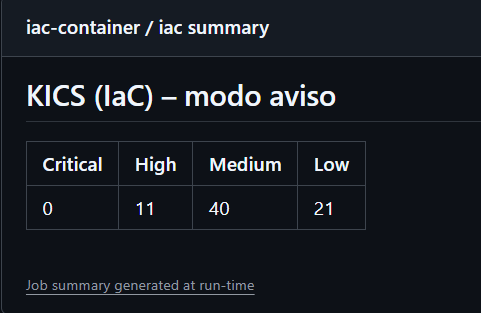 iac-container / iac summary
KICS (IaC) – modo aviso
Critical High Medium Low
0 11 40 21
Job summary generated at run-time